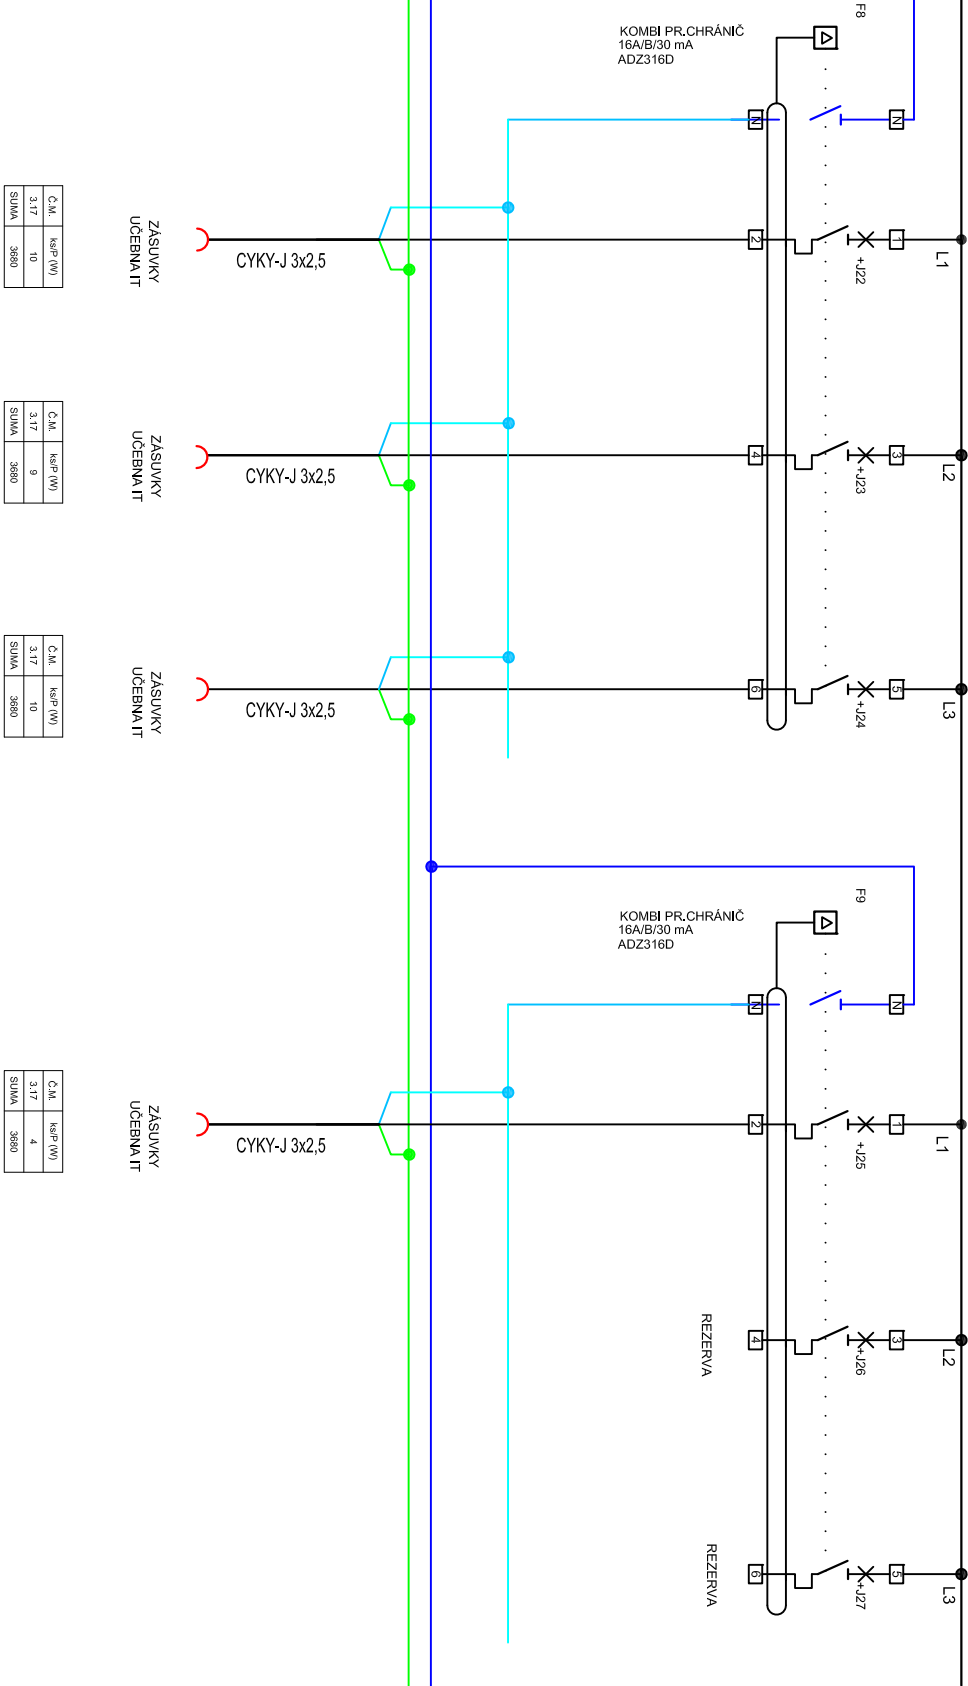 F8
KOMBI PR.CHRÁNIČ
16A/B/30 mA
ADZ316D
N
N
L1
1
+J22
2
CYKY-J 3x2,5
ZÁSUVKY
UČEBNA IT
Č.M. ks/P (W)
3.17 10
SUMA 3680
L2
3
+J23
4
CYKY-J 3x2,5
ZÁSUVKY
UČEBNA IT
Č.M. ks/P (W)
3.17 9
SUMA 3680
L3
5
+J24
6
CYKY-J 3x2,5
ZÁSUVKY
UČEBNA IT
Č.M. ks/P (W)
3.17 10
SUMA 3680
F9
KOMBI PR.CHRÁNIČ
16A/B/30 mA
ADZ316D
N
N
L1
1
+J25
2
CYKY-J 3x2,5
ZÁSUVKY
UČEBNA IT
Č.M. ks/P (W)
3.17 4
SUMA 3680
L2
3
+J26
4
REZERVA
L3
5
+J27
6
REZERVA